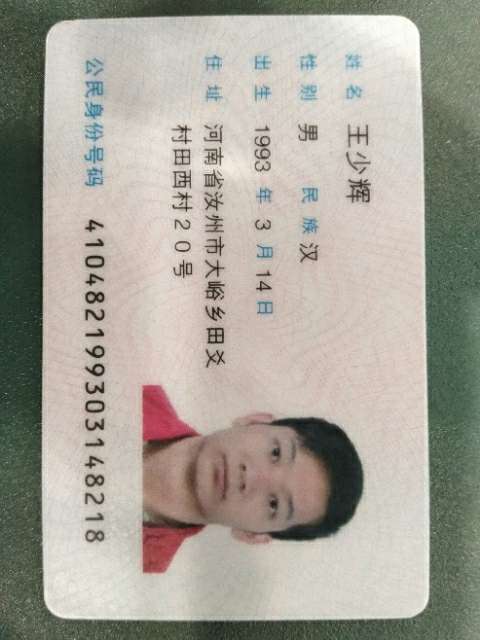 姓名 王少辉
性别 男 民族 汉
出生 1993 年 3 月 14 日
住址 河南省汝州市大峪乡田爻
村田西村20号
公民身份号码 410482199303148218